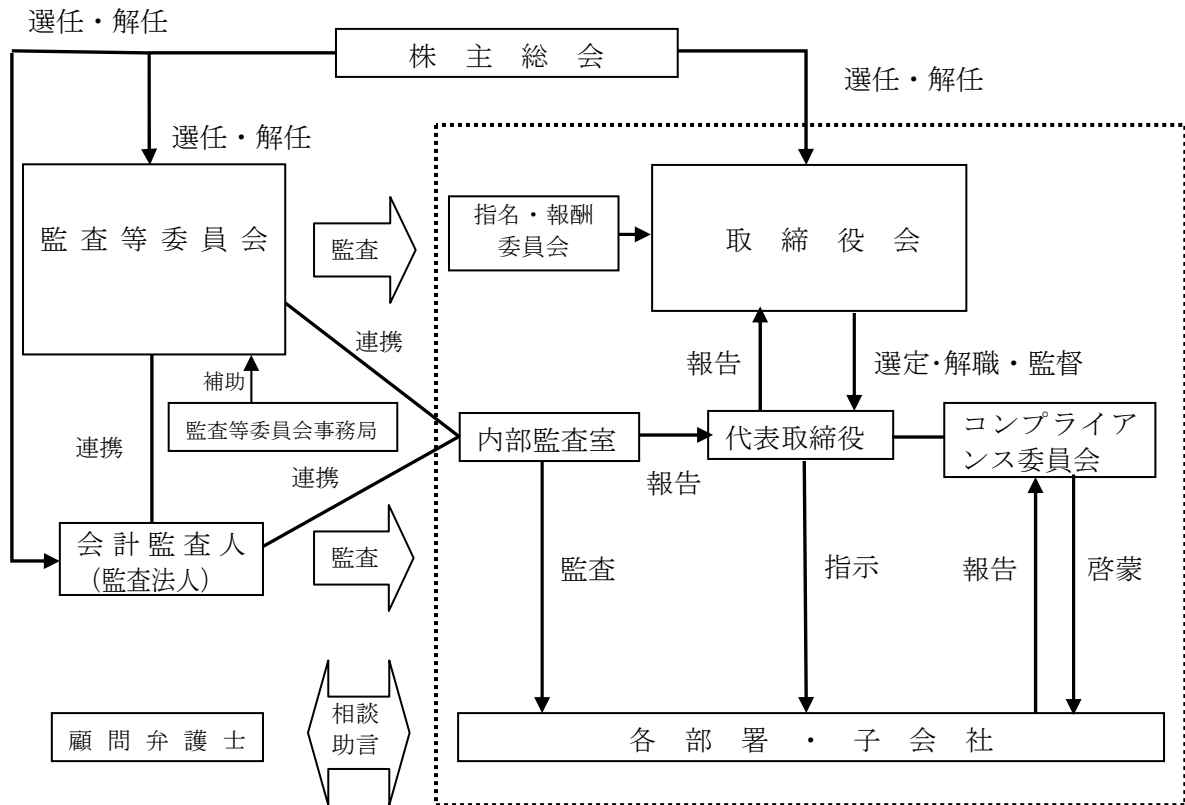 選任・解任
株主総会
選任・解任
選任・解任
監査等委員会
監査
指名・報酬
委員会
取締役会
連携
報告
選定・解職・監督
補助
監査等委員会事務局
連携
内部監査室
代表取締役
コンプライア
ンス委員会
連携
報告
会計監査人
(監査法人)
監査
監査
指示
報告
啓蒙
顧問弁護士
相談
助言
各部署・子会社